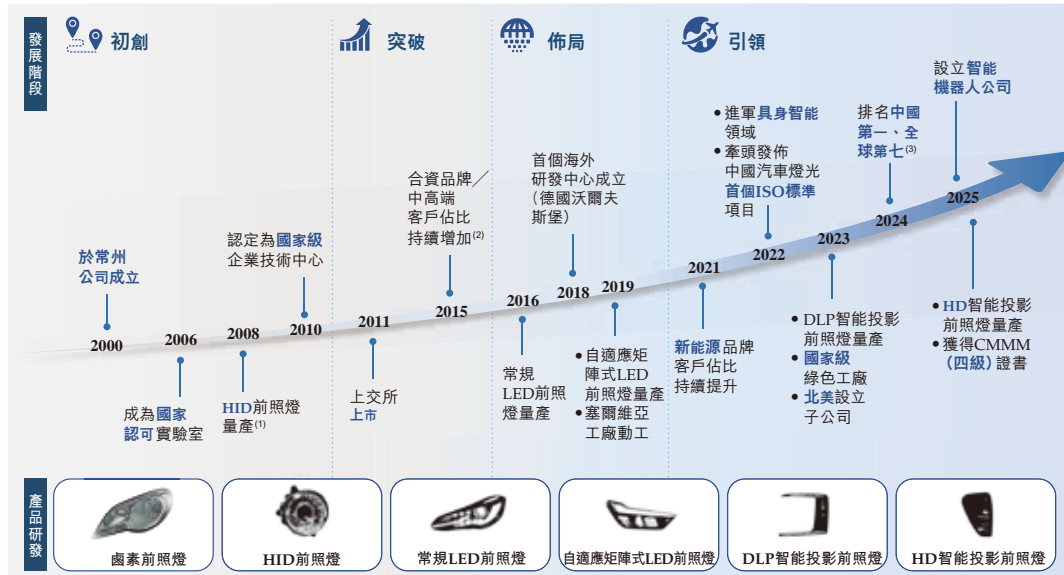 發展階段
初創
突破
佈局
引領
於常州
公司成立
2000
2006
成為國家
認可實驗室
2008
HID前照燈
量產(1)
認定為國家級
企業技術中心
2010
2011
上交所
上市
合資品牌／
中高端
客戶佔比
持續增加(2)
2015
2016
常規
LED前照
燈量產
首個海外
研發中心成立
(德國沃爾夫
斯堡)
2018
2019
•自適應矩
陣式LED
前照燈量產
•塞爾維亞
工廠動工
2021
新能源品牌
客戶佔比
持續提升
•進軍具身智能
領域
•牽頭發佈
中國汽車燈光
首個ISO標準
項目
2022
2023
•DLP智能投影
前照燈量產
•國家級
綠色工廠
•北美設立
子公司
排名中國
第一、全
球第七(3)
2024
設立智能
機器人公司
2025
•HD智能投影
前照燈量產
•獲得CMMM
(四級)證書
產品研發
鹵素前照燈
HID前照燈
常規LED前照燈
自適應矩陣式LED前照燈
DLP智能投影前照燈
HD智能投影前照燈